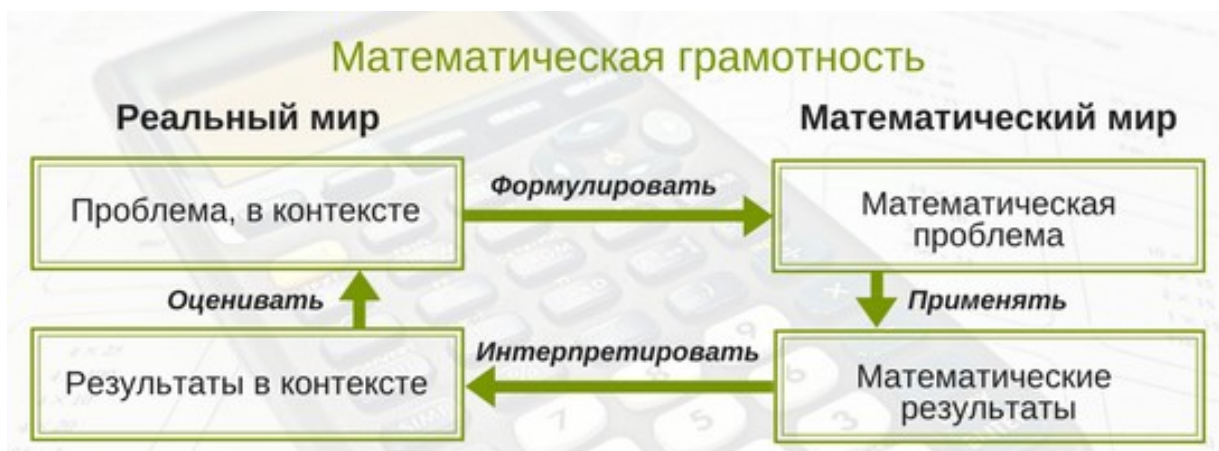 Математическая грамотность
Реальный мир
Математический мир
Проблема, в контексте
Формулировать
Математическая
проблема
Оценивать
Применять
Результаты в контексте
Интерпретировать
Математические
результаты